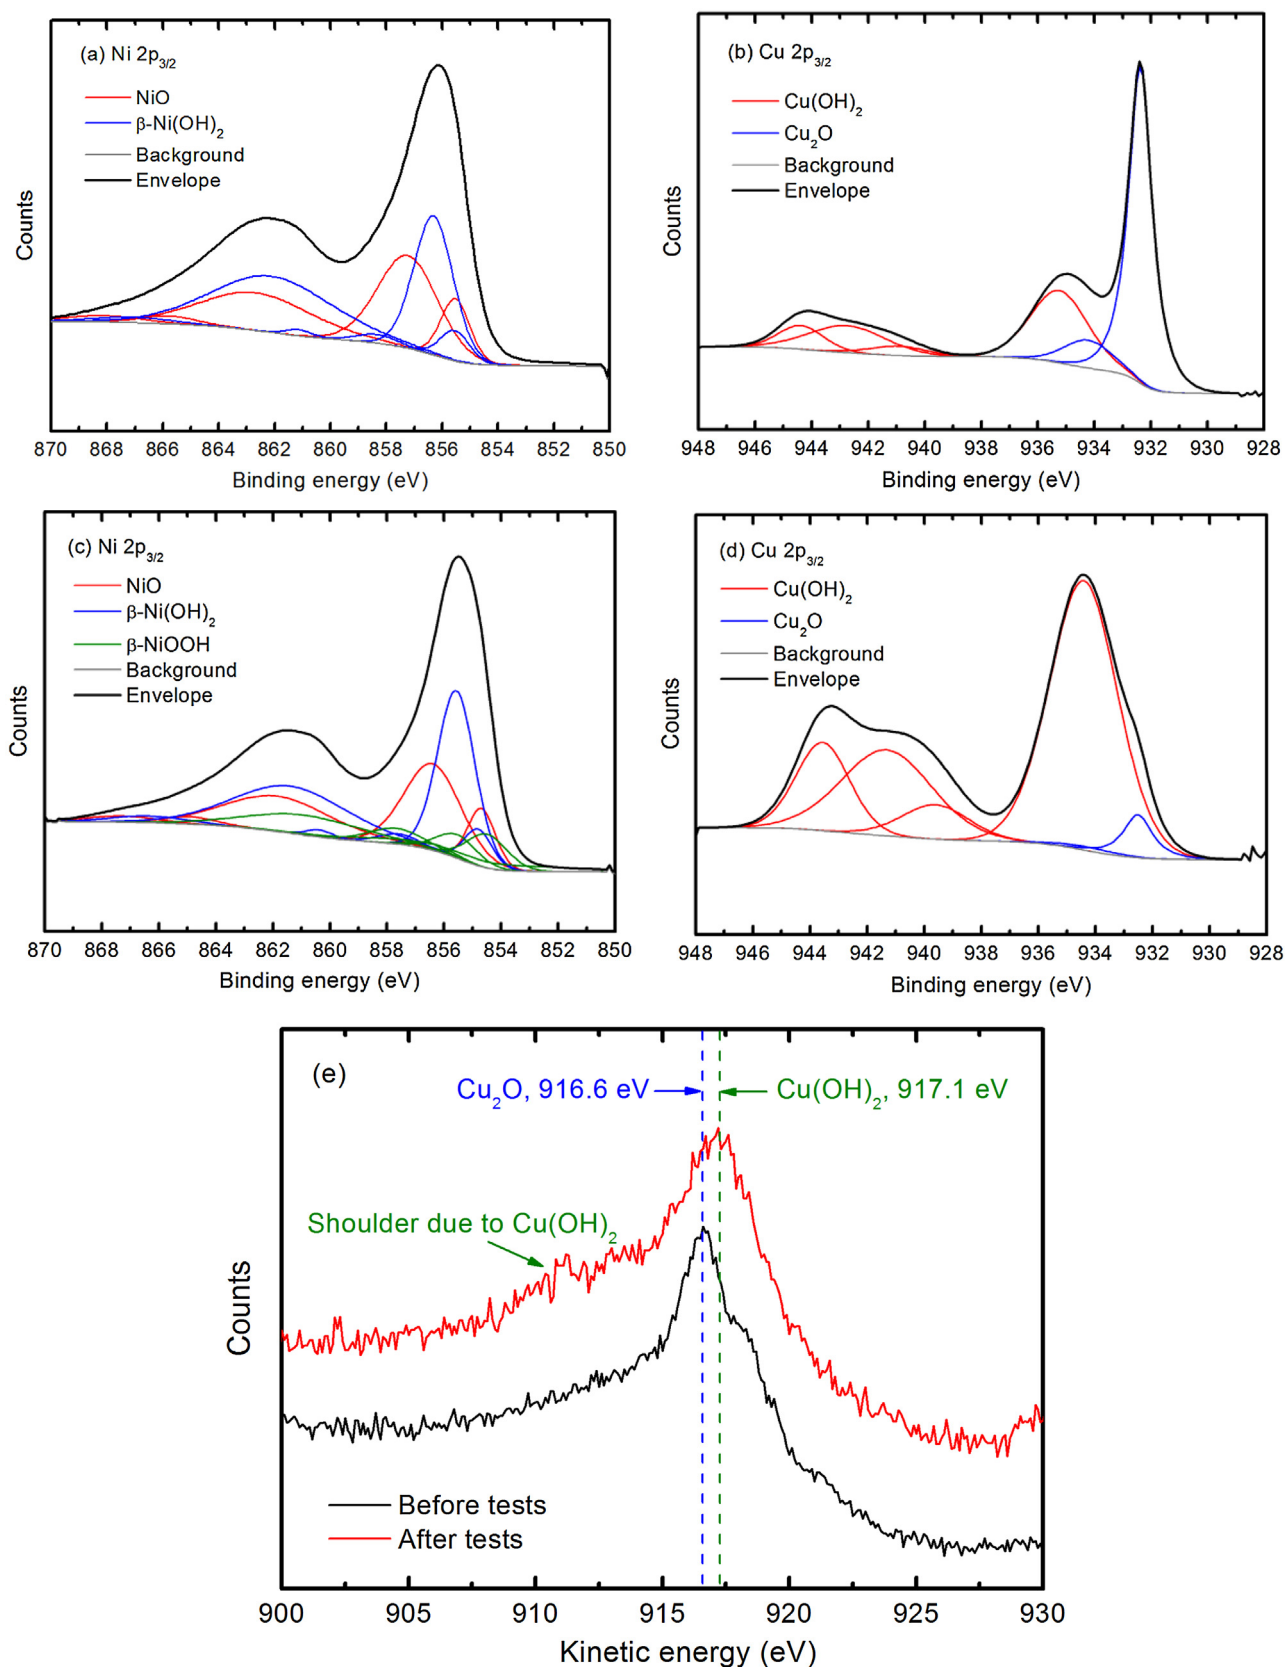 (a) Ni 2p3/2
NiO
β-Ni(OH)2
Background
Envelope
Counts
870 868 866 864 862 860 858 856 854 852 850
Binding energy (eV)
(b) Cu 2p3/2
Cu(OH)2
Cu2O
Background
Envelope
Counts
948 946 944 942 940 938 936 934 932 930 928
Binding energy (eV)
(c) Ni 2p3/2
NiO
β-Ni(OH)2
β-NiOOH
Background
Envelope
Counts
870 868 866 864 862 860 858 856 854 852 850
Binding energy (eV)
(d) Cu 2p3/2
Cu(OH)2
Cu2O
Background
Envelope
Counts
948 946 944 942 940 938 936 934 932 930 928
Binding energy (eV)
(e)
Cu2O, 916.6 eV
Cu(OH)2, 917.1 eV
Shoulder due to Cu(OH)2
Counts
Before tests
After tests
900 905 910 915 920 925 930
Kinetic energy (eV)